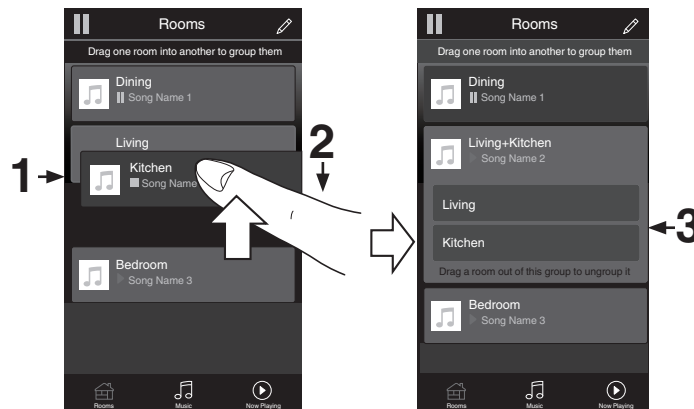 Rooms
Drag one room into another to group them
Dining
Song Name 1
Living
Kitchen
Song Name
Bedroom
Song Name 3
Rooms
Music
Now Playing
1
2
Rooms
Drag one room into another to group them
Dining
Song Name 1
Living+Kitchen
Song Name 2
Living
Kitchen
Drag a room out of this group to ungroup it
Bedroom
Song Name 3
Rooms
Music
Now Playing
3